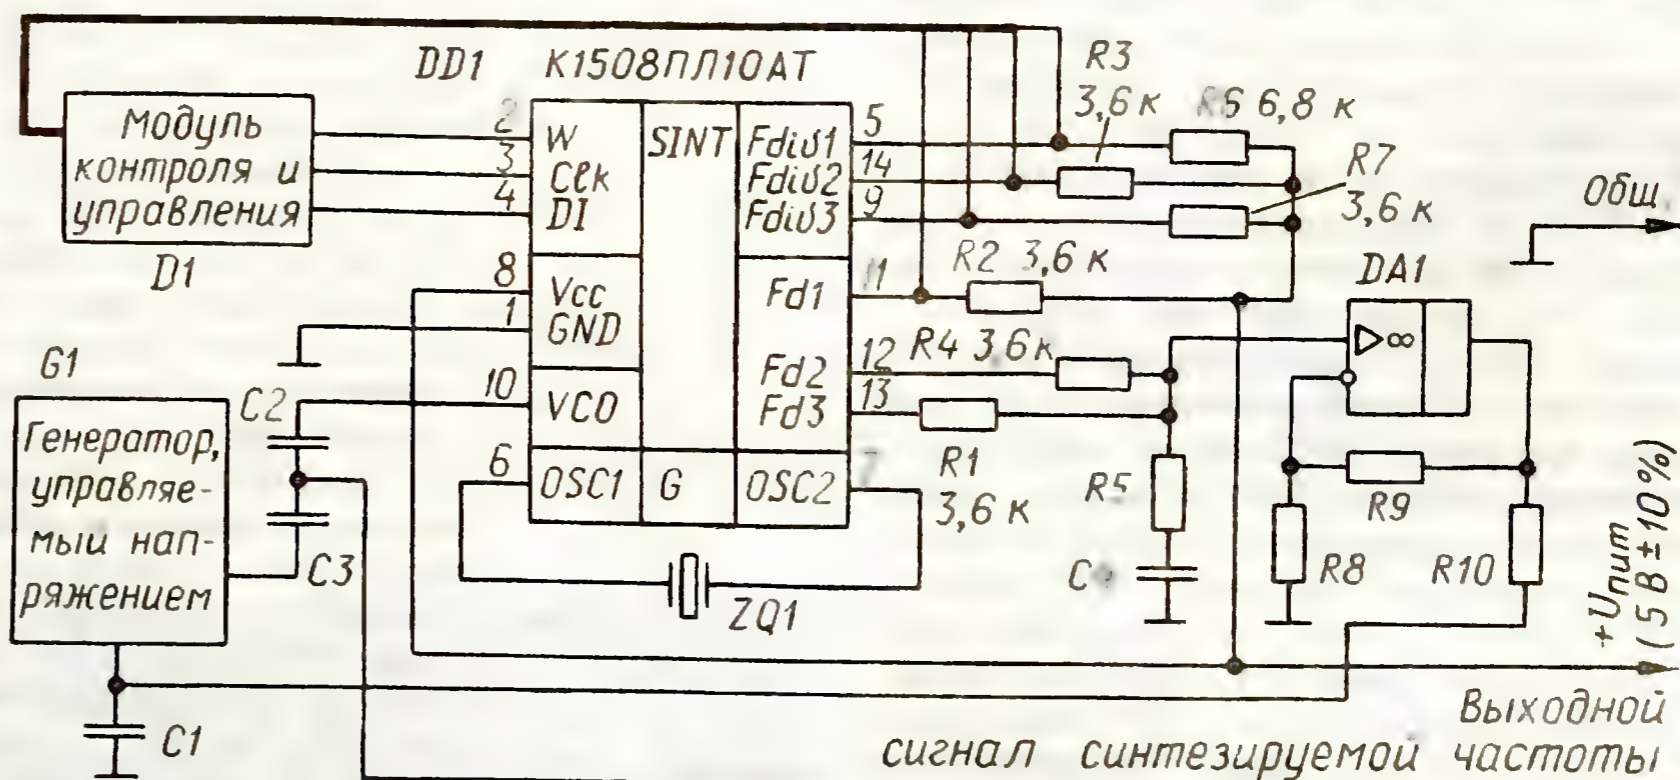 DD1 К1508ПЛ10АТ
Модуль
контроля и
управления
D1
2
3
4
8
1
10
6
W
Clk
DI
Vcc
GND
VCO
OSC1
SINT
G
Fdiv1
Fdiv2
Fdiv3
Fd1
Fd2
Fd3
OSC2
5
14
9
11
12
13
7
R3
3,6 к
6,8 к
R7
3,6 к
R2 3,6 к
R4 3,6 к
R1
3,6 к
R5
C
Общ.
DA1
∞
R9
R8
R10
G1
Генератор,
управляе-
мый нап-
ряжением
C2
C3
C1
ZQ1
+Uпит
(5 В ± 10%)
Выходной
сигнал синтезируемой частоты